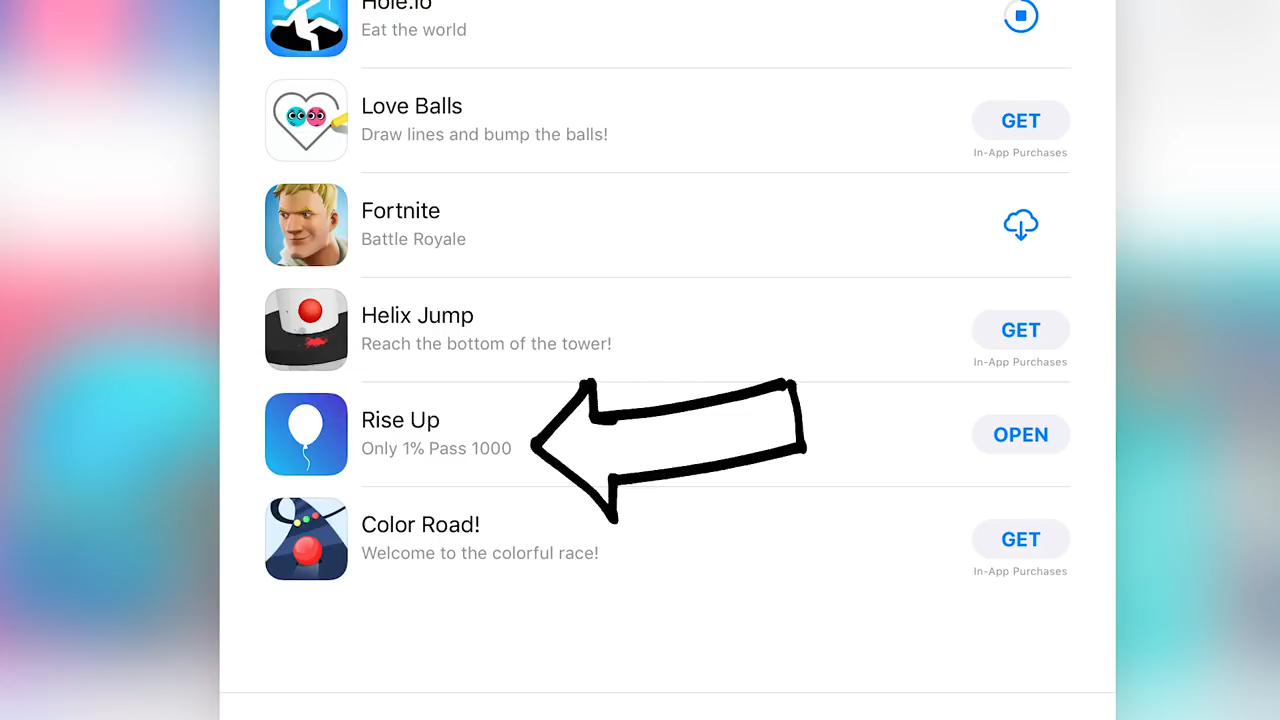 Hole.io
Eat the world
Love Balls
Draw lines and bump the balls!
GET
In-App Purchases
Fortnite
Battle Royale
Helix Jump
Reach the bottom of the tower!
GET
In-App Purchases
Rise Up
Only 1% Pass 1000
OPEN
Color Road!
Welcome to the colorful race!
GET
In-App Purchases